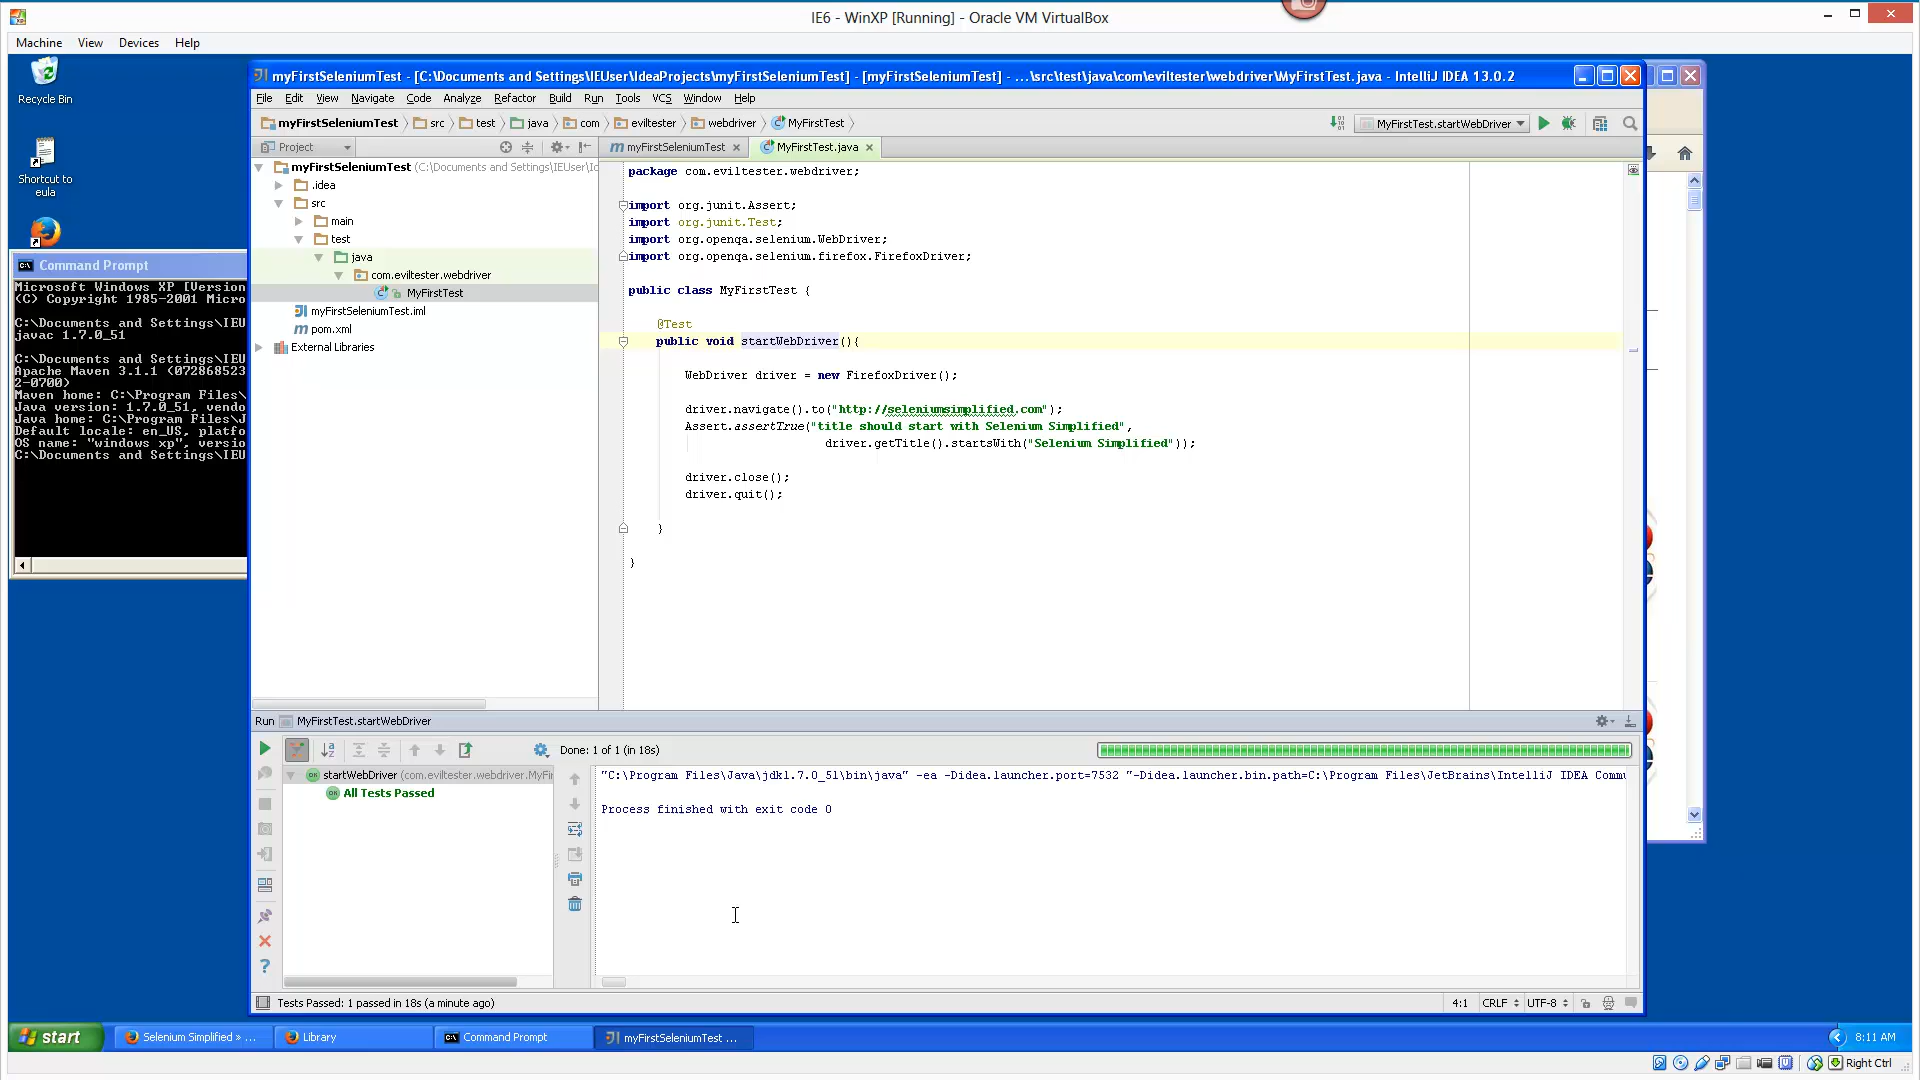 IE6 - WinXP [Running] - Oracle VM VirtualBox
Machine View Devices Help
Recycle Bin
Shortcut to
eula
Command Prompt
Microsoft Windows XP [Version
(C) Copyright 1985-2001 Micro
C:\Documents and Settings\IEU
javac 1.7.0_51
C:\Documents and Settings\IEU
Apache Maven 3.1.1 (072868523
2-0700)
Maven home: C:\Program Files\
Java version: 1.7.0_51, vendo
Java home: C:\Program Files\J
Default locale: en_US, platfo
OS name: "windows xp", versio
C:\Documents and Settings\IEU
myFirstSeleniumTest - [C:\Documents and Settings\IEUser\IdeaProjects\myFirstSeleniumTest] - [myFirstSeleniumTest] - ...\src\test\java\com\eviltester\webdriver\MyFirstTest.java - IntelliJ IDEA 13.0.2
File Edit View Navigate Code Analyze Refactor Build Run Tools VCS Window Help
myFirstSeleniumTest src test java com eviltester webdriver MyFirstTest
MyFirstTest.startWebDriver
Project
myFirstSeleniumTest MyFirstTest.java
myFirstSeleniumTest (C:\Documents and Settings\IEUser\Id
.idea
src
main
test
java
com.eviltester.webdriver
MyFirstTest
myFirstSeleniumTest.iml
pom.xml
External Libraries
package com.eviltester.webdriver;
import org.junit.Assert;
import org.junit.Test;
import org.openqa.selenium.WebDriver;
import org.openqa.selenium.firefox.FirefoxDriver;
public class MyFirstTest {
@Test
public void startWebDriver(){
WebDriver driver = new FirefoxDriver();
driver.navigate().to("http://seleniumsimplified.com");
Assert.assertTrue("title should start with Selenium Simplified",
driver.getTitle().startsWith("Selenium Simplified"));
driver.close();
driver.quit();
}
}
Run MyFirstTest.startWebDriver
Done: 1 of 1 (in 18s)
startWebDriver (com.eviltester.webdriver.MyFir
All Tests Passed
"C:\Program Files\Java\jdk1.7.0_51\bin\java" -ea -Didea.launcher.port=7532 "-Didea.launcher.bin.path=C:\Program Files\JetBrains\IntelliJ IDEA Commu
Process finished with exit code 0
Tests Passed: 1 passed in 18s (a minute ago)
4:1 CRLF UTF-8
start Selenium Simplified » ... Library Command Prompt myFirstSeleniumTest ... 8:11 AM
Right Ctrl